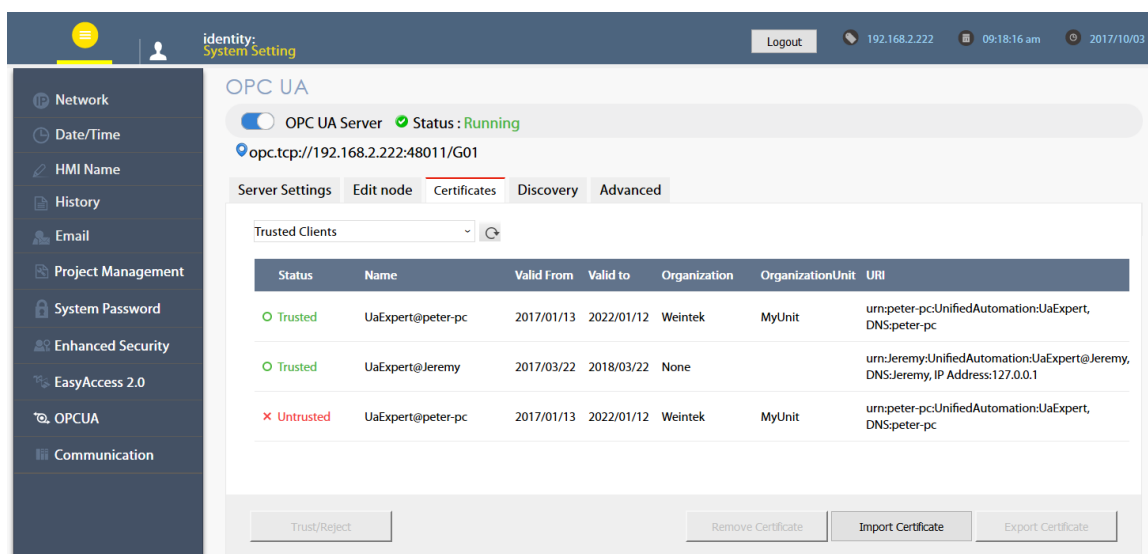 identity:
System Setting
Logout
192.168.2.222
09:18:16 am
2017/10/03
IP Network
Date/Time
HMI Name
History
Email
Project Management
System Password
Enhanced Security
EasyAccess 2.0
OPCUA
Communication
OPC UA
OPC UA Server Status : Running
opc.tcp://192.168.2.222:48011/G01
Server Settings Edit node Certificates Discovery Advanced
Trusted Clients
Status Name Valid From Valid to Organization OrganizationUnit URI
Trusted UaExpert@peter-pc 2017/01/13 2022/01/12 Weintek MyUnit urn:peter-pc:UnifiedAutomation:UaExpert,
DNS:peter-pc
Trusted UaExpert@Jeremy 2017/03/22 2018/03/22 None urn:Jeremy:UnifiedAutomation:UaExpert@Jeremy,
DNS:Jeremy, IP Address:127.0.0.1
Untrusted UaExpert@peter-pc 2017/01/13 2022/01/12 Weintek MyUnit urn:peter-pc:UnifiedAutomation:UaExpert,
DNS:peter-pc
Trust/Reject Remove Certificate Import Certificate Export Certificate